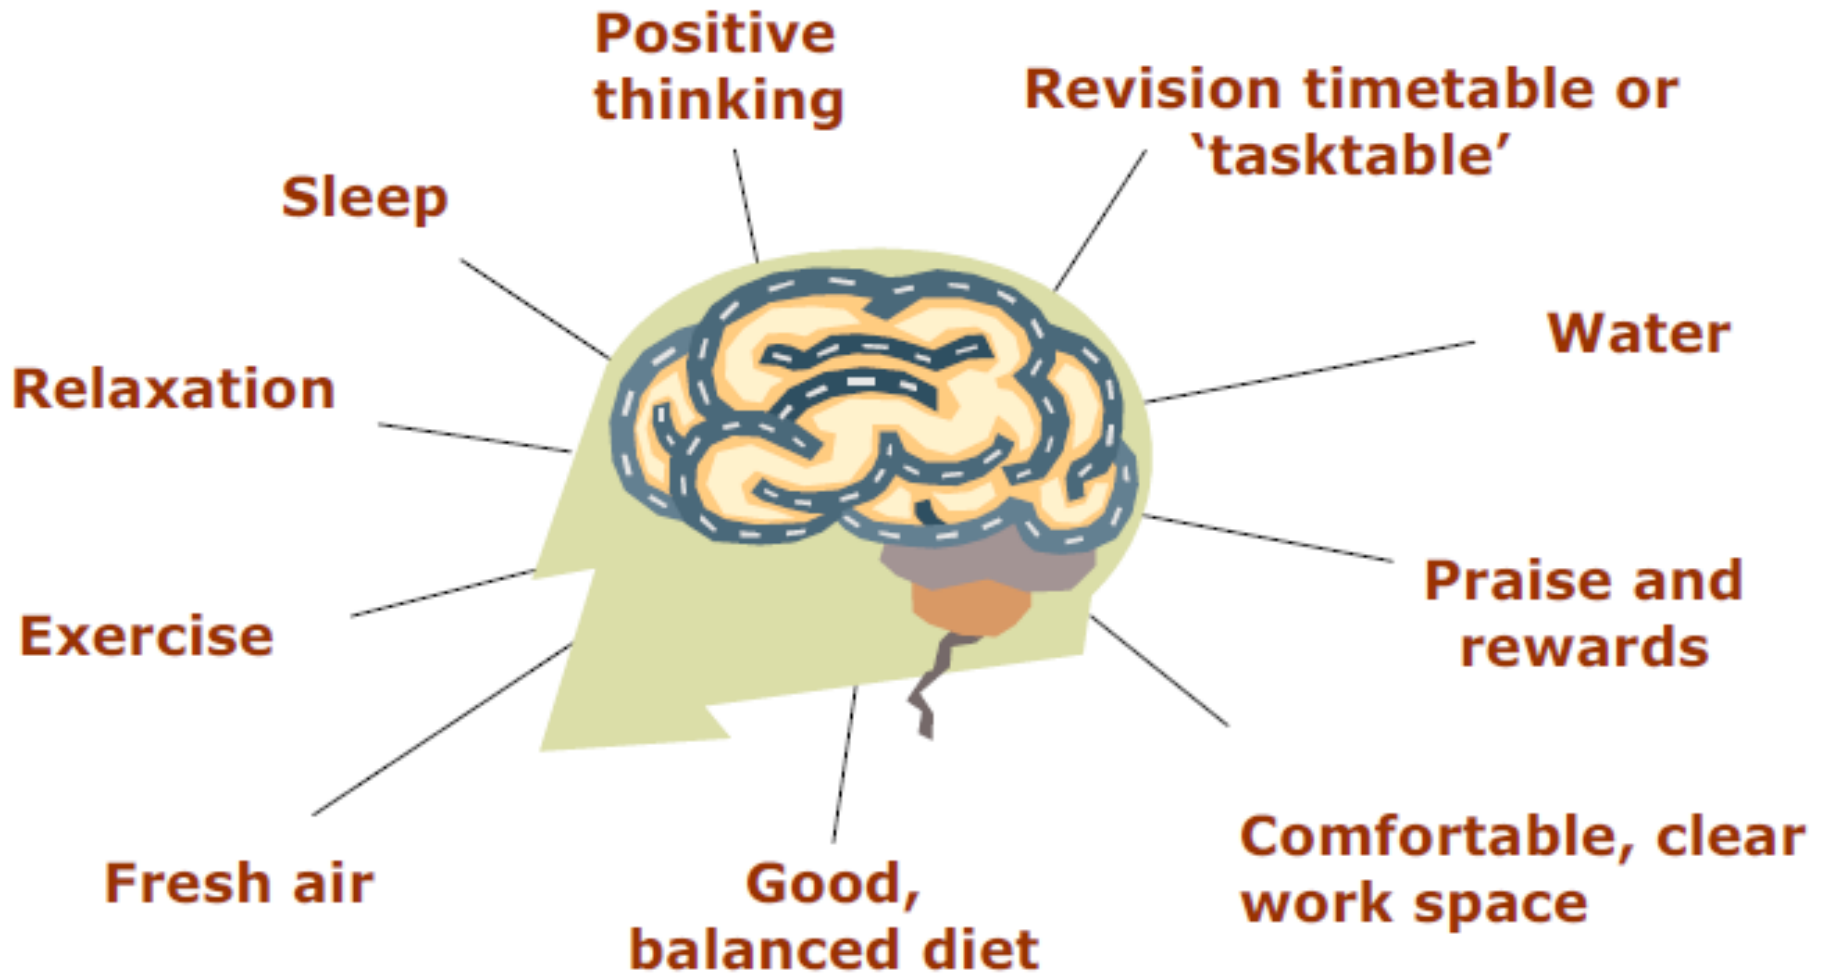 Positive
thinking
Revision timetable or
‘tasktable’
Sleep
Water
Relaxation
Praise and
rewards
Exercise
Comfortable, clear
work space
Fresh air
Good,
balanced diet